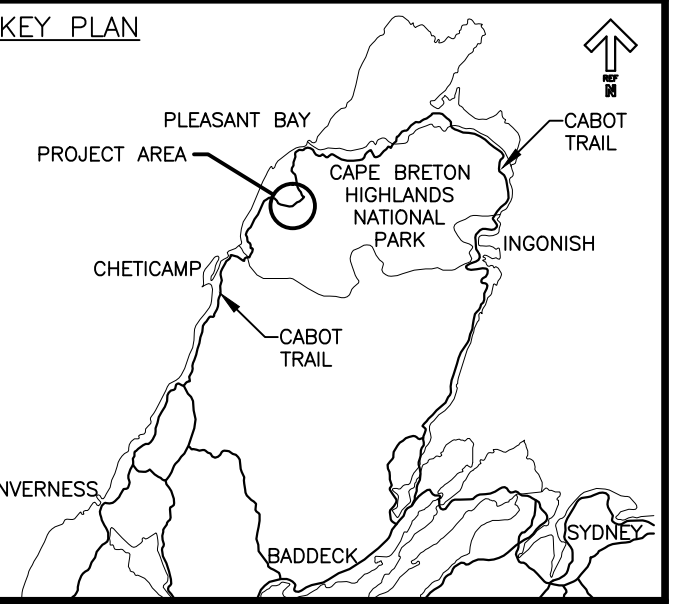 KEY PLAN
REF
N
PLEASANT BAY
CABOT
TRAIL
PROJECT AREA
CAPE BRETON
HIGHLANDS
NATIONAL
PARK
INGONISH
CHETICAMP
CABOT
TRAIL
NVERNESS
SYDNEY
BADDECK